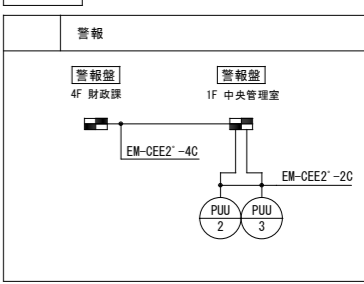 警報
警報盤
4F 財政課
警報盤
1F 中央管理室
EM-CEE2゜-4C
EM-CEE2゜-2C
PUU
2
PUU
3